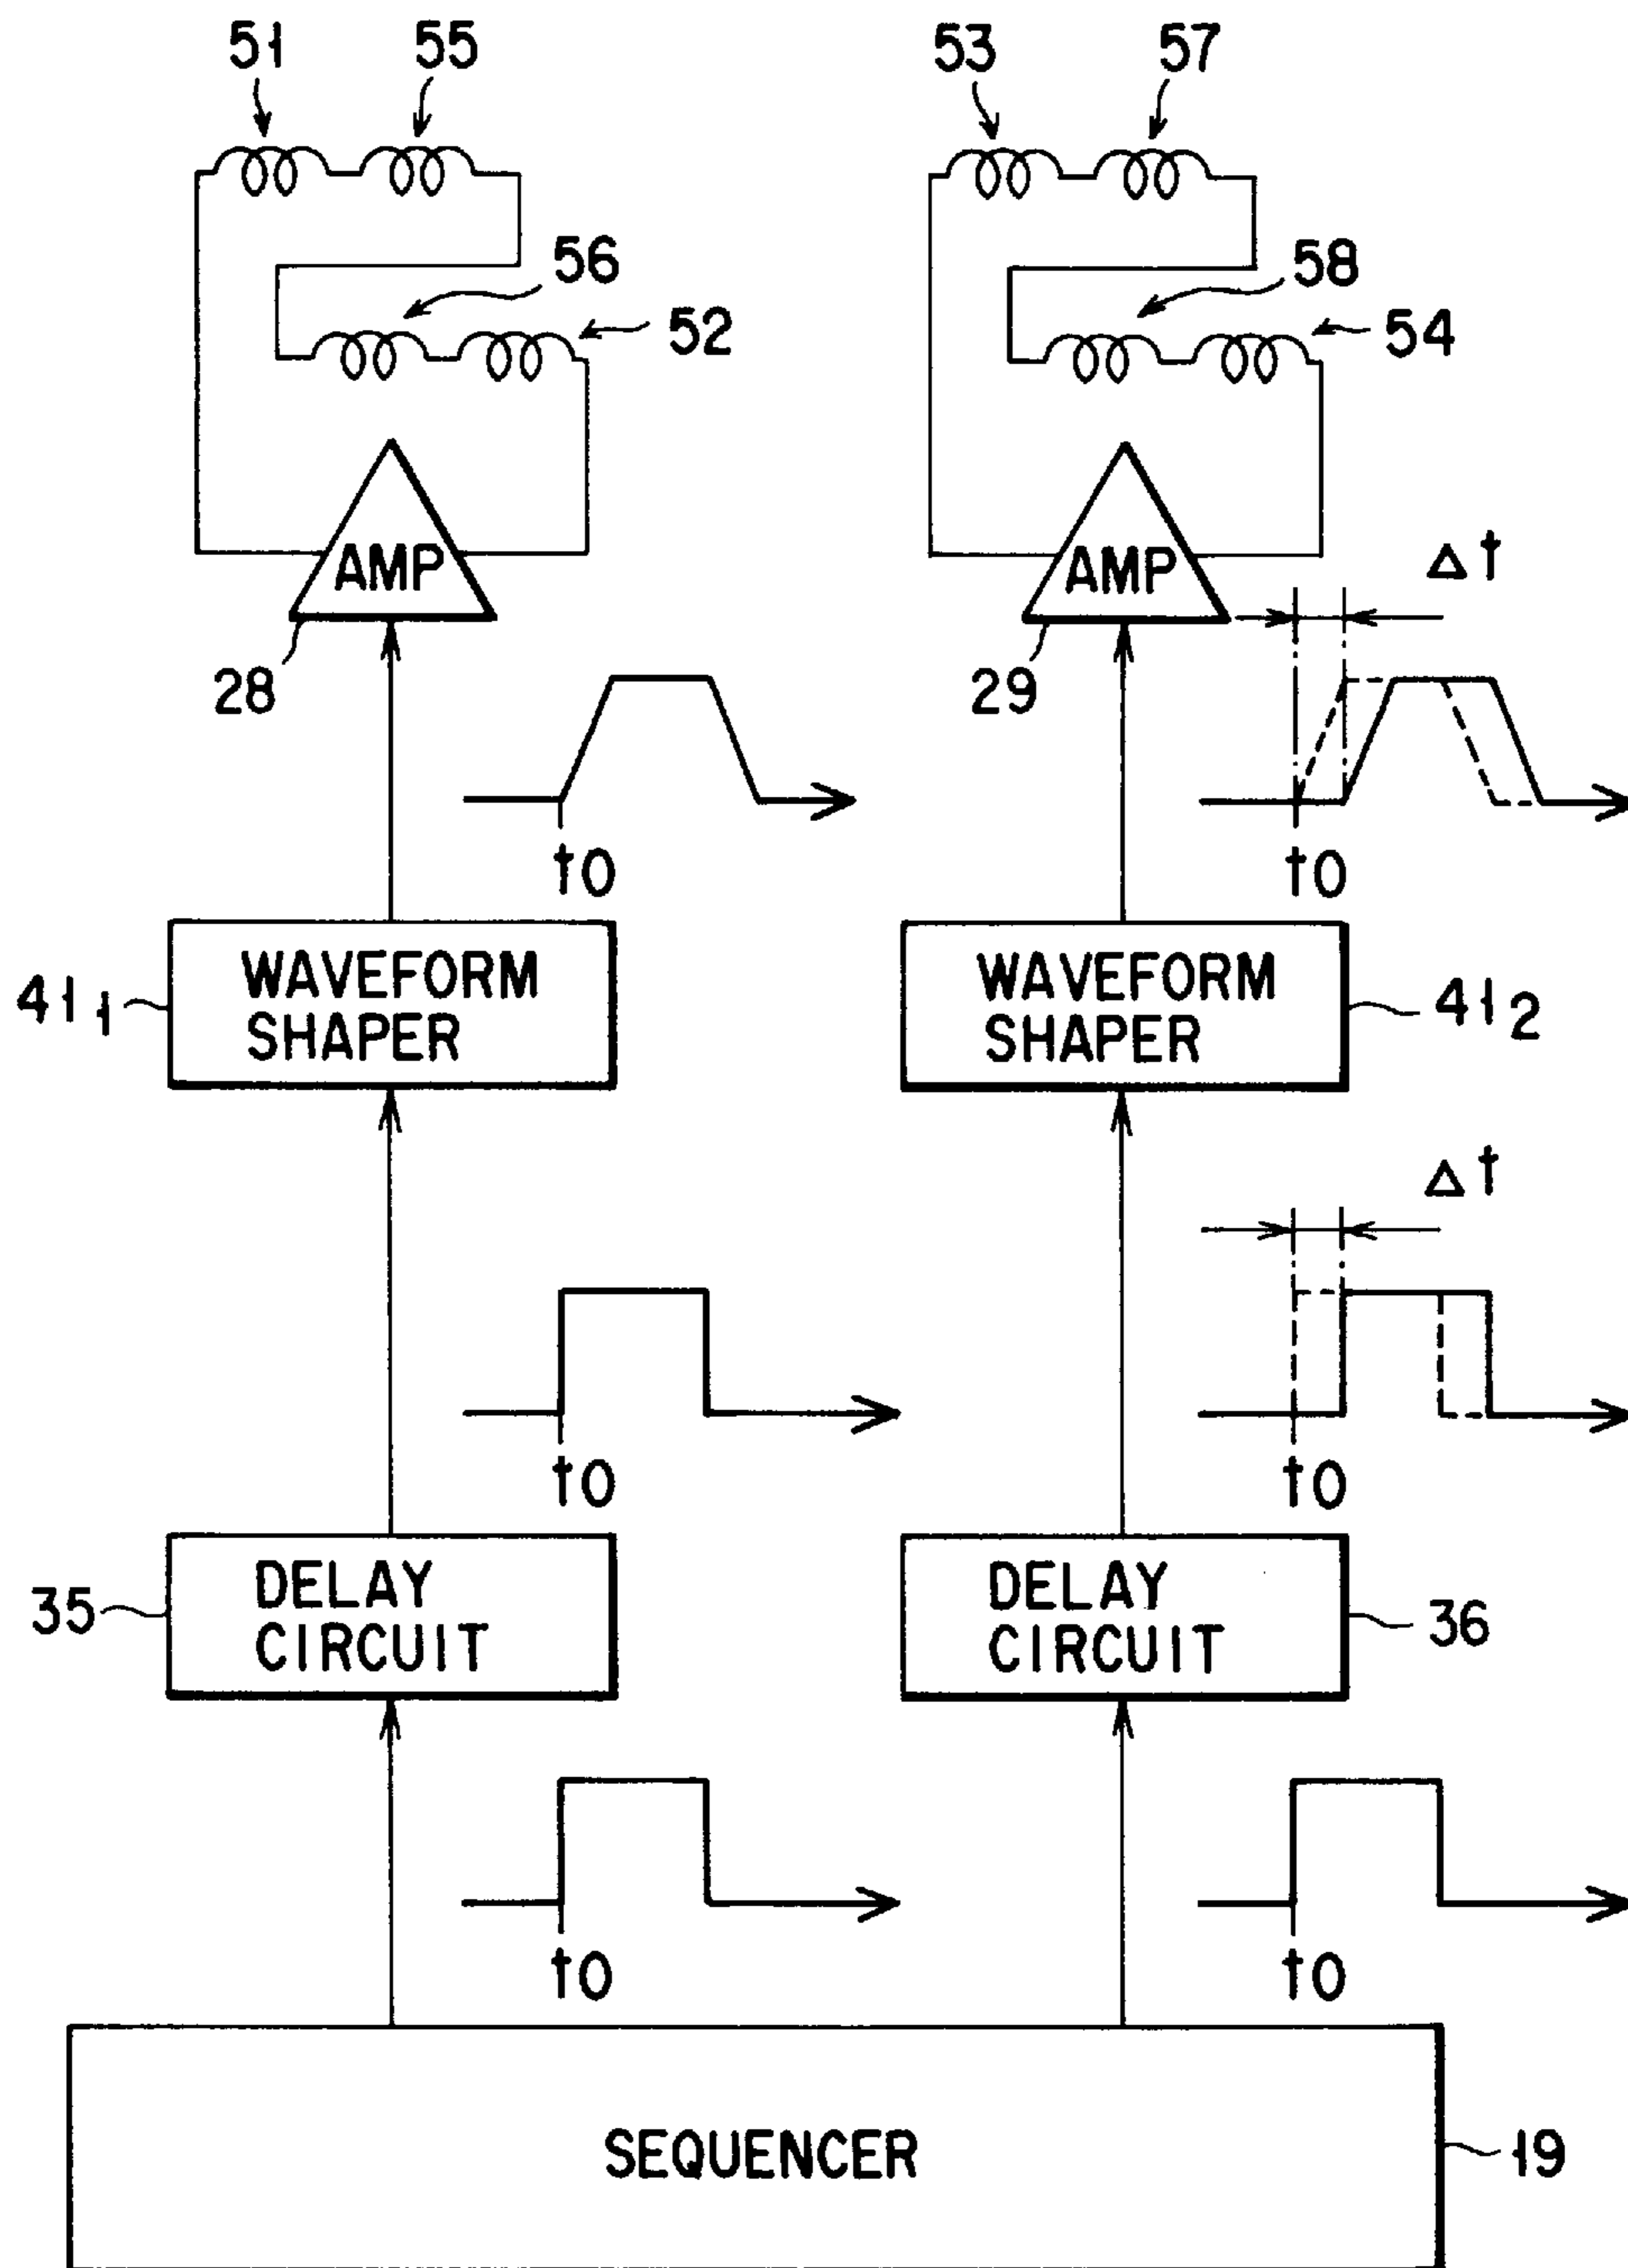 51 55 53 57
56 58
52 54
AMP AMP
Δt
28 29
t0 t0
WAVEFORM SHAPER WAVEFORM SHAPER
41₁ 41₂
Δt
t0 t0
DELAY CIRCUIT DELAY CIRCUIT
35 36
t0 t0
SEQUENCER 19